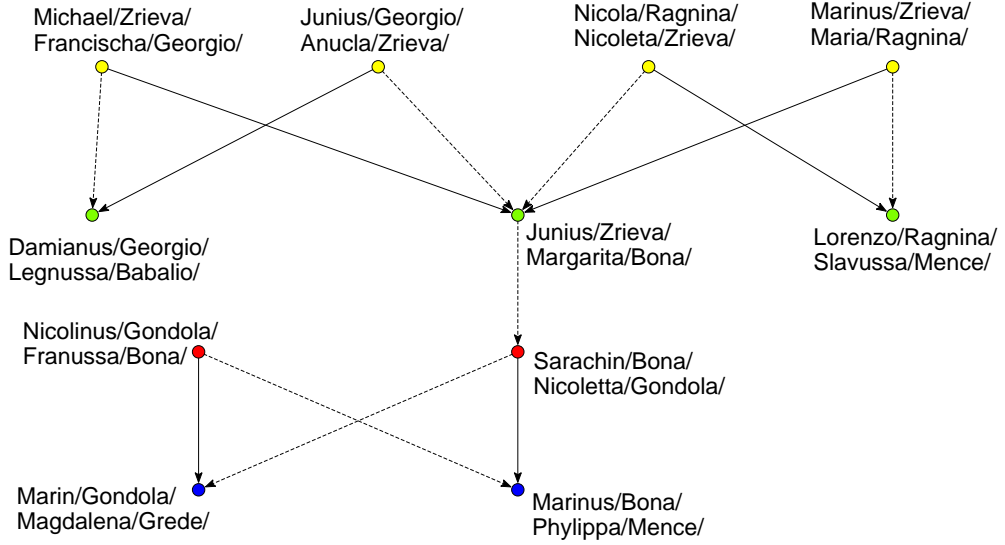 Michael/Zrieva/
Francischa/Georgio/
Junius/Georgio/
Anucla/Zrieva/
Nicola/Ragnina/
Nicoleta/Zrieva/
Marinus/Zrieva/
Maria/Ragnina/
Damianus/Georgio/
Legnussa/Babalio/
Junius/Zrieva/
Margarita/Bona/
Lorenzo/Ragnina/
Slavussa/Mence/
Nicolinus/Gondola/
Franussa/Bona/
Sarachin/Bona/
Nicoletta/Gondola/
Marin/Gondola/
Magdalena/Grede/
Marinus/Bona/
Phylippa/Mence/